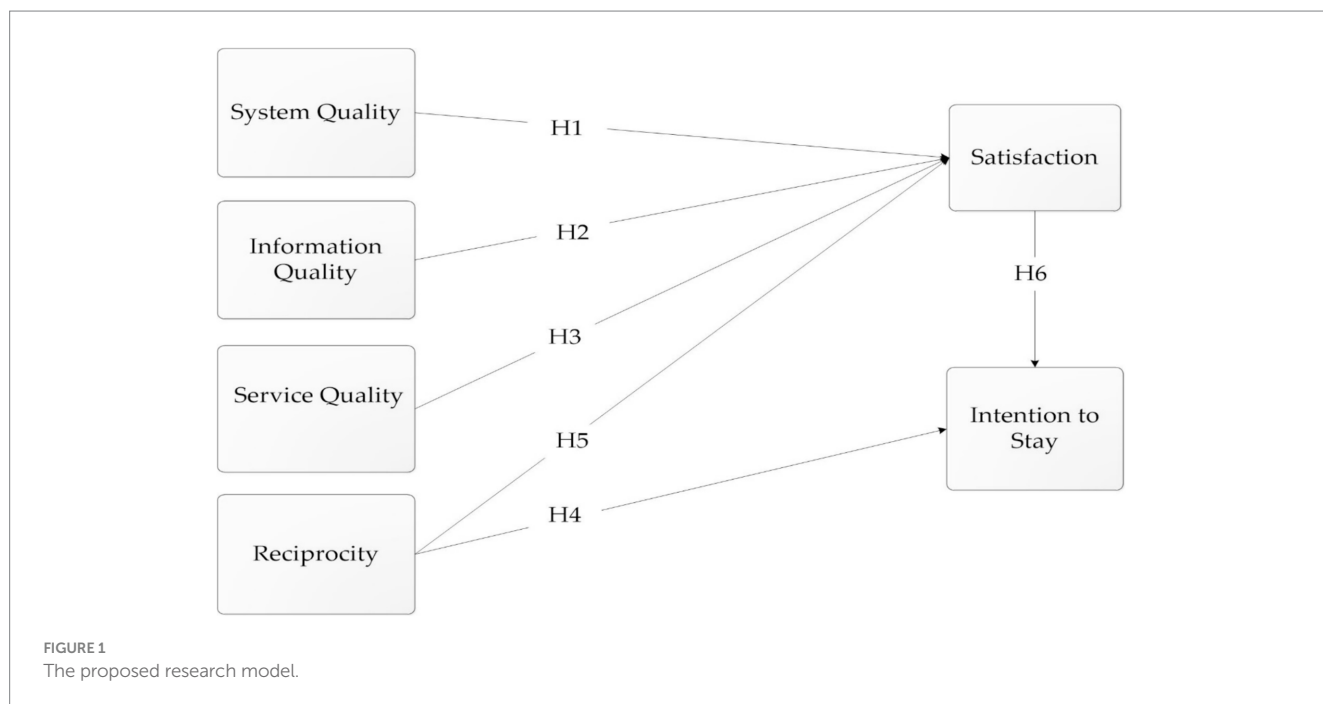 System Quality
Information
Quality
Service Quality
Reciprocity
H1
H2
H3
H5
H4
Satisfaction
H6
Intention to
Stay
FIGURE 1
The proposed research model.